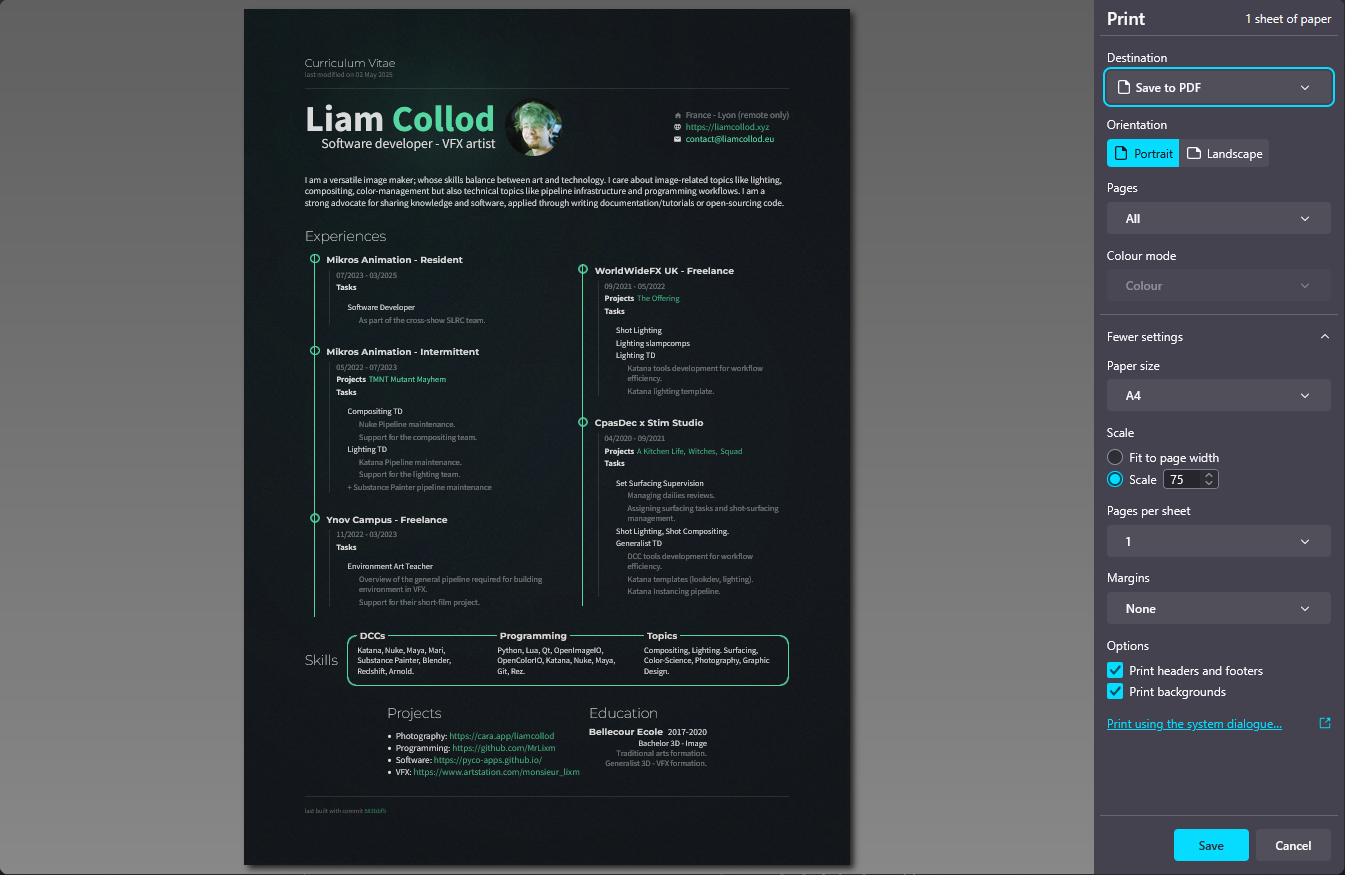 Curriculum Vitae
last modified on 02 May 2025
Liam Collod
Software developer - VFX artist
France - Lyon (remote only)
https://liamcollod.xyz
contact@liamcollod.eu
I am a versatile image maker; whose skills balance between art and technology. I care about image-related topics like lighting,
compositing, color-management but also technical topics like pipeline infrastructure and programming workflows. I am a
strong advocate for sharing knowledge and software, applied through writing documentation/tutorials or open-sourcing code.
Experiences
Mikros Animation - Resident
07/2023 - 03/2025
Tasks
Software Developer
As part of the cross-show SLRC team.
Mikros Animation - Intermittent
05/2022 - 07/2023
Projects TMNT Mutant Mayhem
Tasks
Compositing TD
Nuke Pipeline maintenance.
Support for the compositing team.
Lighting TD
Katana Pipeline maintenance.
Support for the lighting team.
+ Substance Painter pipeline maintenance
Ynov Campus - Freelance
11/2022 - 03/2023
Tasks
Environment Art Teacher
Overview of the general pipeline required for building
environment in VFX.
Support for their short-film project.
WorldWideFX UK - Freelance
09/2021 - 05/2022
Projects The Offering
Tasks
Shot Lighting
Lighting slampcomps
Lighting TD
Katana tools development for workflow
efficiency.
Katana lighting template.
CpasDec x Stim Studio
04/2020 - 09/2021
Projects A Kitchen Life, Witches, Squad
Tasks
Set Surfacing Supervision
Managing dailies reviews.
Assigning surfacing tasks and shot-surfacing
management.
Shot Lighting, Shot Compositing.
Generalist TD
DCC tools development for workflow
efficiency.
Katana templates (lookdev, lighting).
Katana Instancing pipeline.
Skills
DCCs
Katana, Nuke, Maya, Mari,
Substance Painter, Blender,
Redshift, Arnold.
Programming
Python, Lua, Qt, OpenImageIO,
OpenColorIO, Katana, Nuke, Maya,
Git, Rez.
Topics
Compositing, Lighting. Surfacing,
Color-Science, Photography, Graphic
Design.
Projects
• Photography: https://cara.app/liamcollod
• Programming: https://github.com/MrLixm
• Software: https://pyco-apps.github.io/
• VFX: https://www.artstation.com/monsieur_lixm
Education
Bellecour Ecole 2017-2020
Bachelor 3D - Image
Traditional arts formation.
Generalist 3D - VFX formation.
last built with commit
Print
1 sheet of paper
Destination
Save to PDF
Orientation
Portrait
Landscape
Pages
All
Colour mode
Colour
Fewer settings
Paper size
A4
Scale
Fit to page width
Scale 75
Pages per sheet
1
Margins
None
Options
Print headers and footers
Print backgrounds
Print using the system dialogue...
Save
Cancel